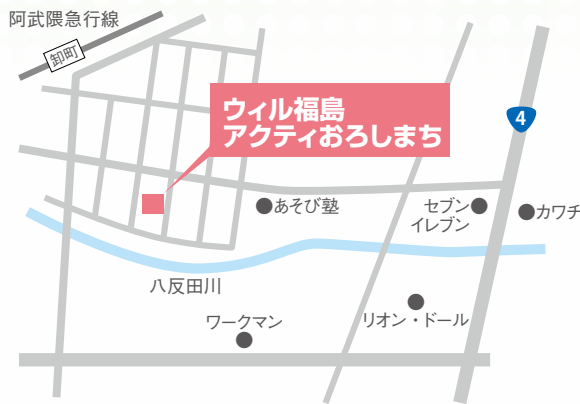 阿武隈急行線
卸町
ウィル福島
アクティおろしまち
4
あそび塾
セブン
イレブン
カワチ
八反田川
ワークマン
リオン・ドール